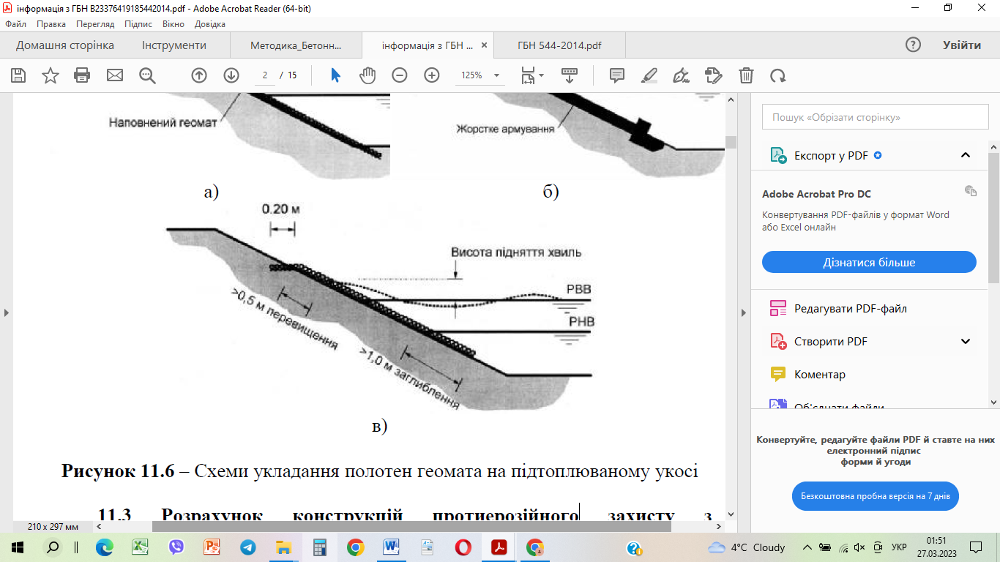 інформація з ГБН В23376419185442014.pdf - Adobe Acrobat Reader (64-bit)
Файл Правка Перегляд Підпис Вікно Довідка
Домашня сторінка Інструменти Методика_Бетонн... інформація з ГБН ... ГБН 544-2014.pdf Увійти
2 / 15 125%
Наповнений геомат
Жорстке армування
а) б)
0.20 м
Висота підняття хвиль
РВВ
РНВ
>0,5 м перевищення
>1,0 м заглиблення
в)
Рисунок 11.6 – Схеми укладання полотен геомата на підтоплюваному укосі
11.3 Розрахунок конструкцій протиерозійного захисту з
210 x 297 мм
Пошук «Обрізати сторінку»
Експорт у PDF
Adobe Acrobat Pro DC
Конвертування PDF-файлів у формат Word
або Excel онлайн
Дізнатися більше
Редагувати PDF-файл
Створити PDF
Коментар
Об'єднати файли
Конвертуйте, редагуйте файли PDF й ставте на них
електронний підпис
форми й угоди
Безкоштовна пробна версія на 7 днів
4°C Cloudy УКР 01:51
27.03.2023